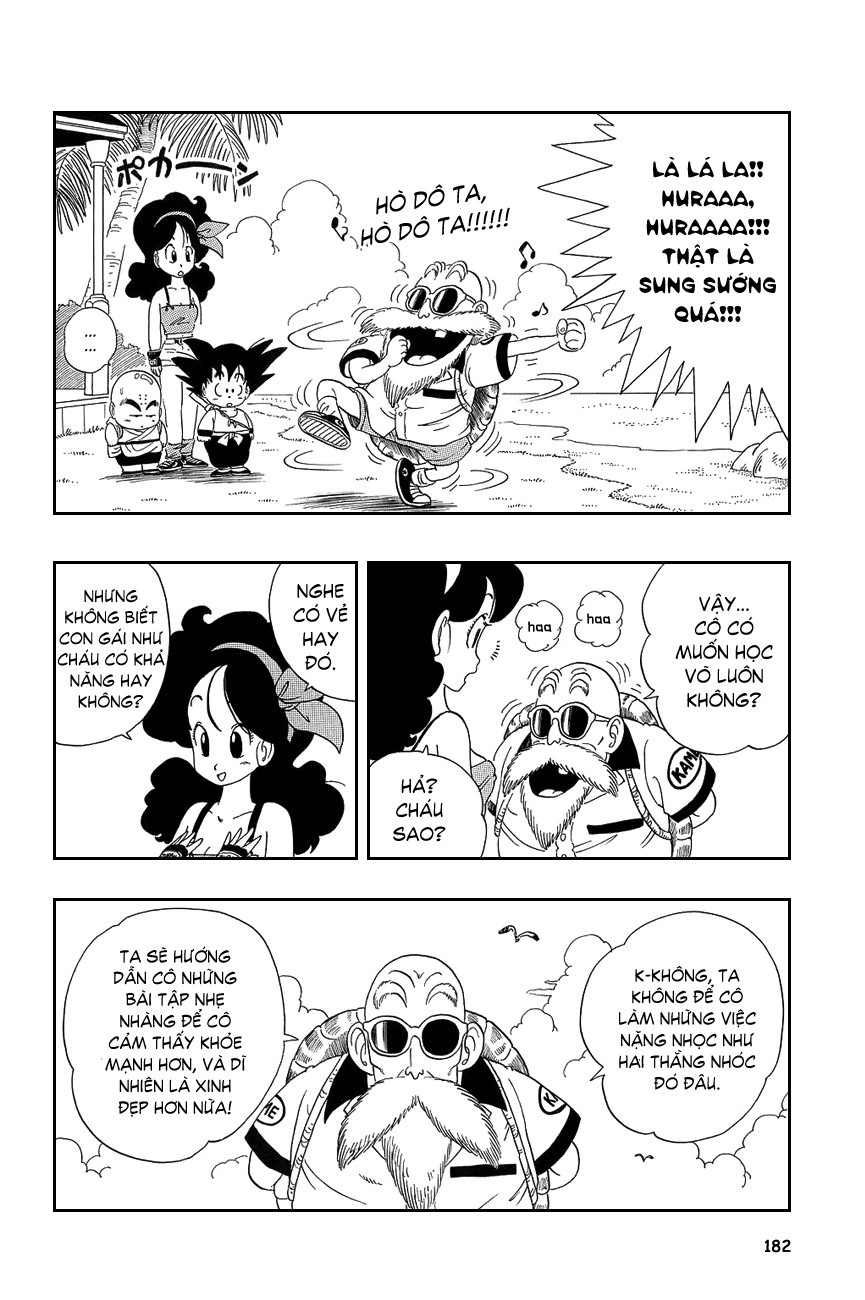 LÀ LÁ LA!!
HURAAA,
HURAAAA!!!
THẬT LÀ
SUNG SƯỚNG
QUÁ!!!
HÒ DÔ TA,
HÒ DÔ TA!!!!!!
ポカーーン
...
...
VẬY...
CÔ CÓ
MUỐN HỌC
VÕ LUÔN
KHÔNG?
haa
haa
KAME
HẢ?
CHÁU
SAO?
NGHE
CÓ VẺ
HAY
ĐÓ.
NHƯNG
KHÔNG BIẾT
CON GÁI NHƯ
CHÁU CÓ KHẢ
NĂNG HAY
KHÔNG?
K-KHÔNG, TA
KHÔNG ĐỂ CÔ
LÀM NHỮNG VIỆC
NẶNG NHỌC NHƯ
HAI THẰNG NHÓC
ĐÓ ĐÂU.
TA SẼ HƯỚNG
DẪN CÔ NHỮNG
BÀI TẬP NHẸ
NHÀNG ĐỂ CÔ
CẢM THẤY KHỎE
MẠNH HƠN, VÀ DĨ
NHIÊN LÀ XINH
ĐẸP HƠN NỮA!
ME
KAME
182